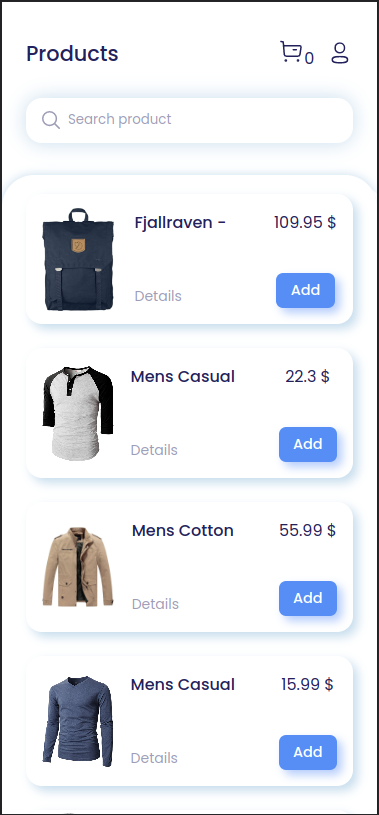 Products
0
Search product
Fjallraven -
109.95 $
Details
Add
Mens Casual
22.3 $
Details
Add
Mens Cotton
55.99 $
Details
Add
Mens Casual
15.99 $
Details
Add